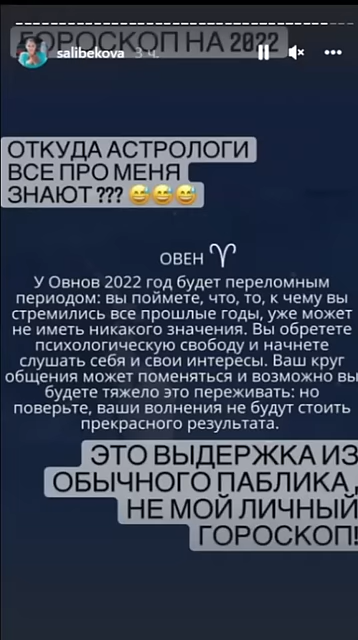 ГОРОСКОП НА 2022
salibekova 3 ч.
ОТКУДА АСТРОЛОГИ
ВСЕ ПРО МЕНЯ
ЗНАЮТ ??? 😅😅😅
ОВЕН ♈
У Овнов 2022 год будет переломным
периодом: вы поймете, что, то, к чему вы
стремились все прошлые годы, уже может
не иметь никакого значения. Вы обретете
психологическую свободу и начнете
слушать себя и свои интересы. Ваш круг
общения может поменяться и возможно вы
будете тяжело это переживать: но
поверьте, ваши волнения не будут стоить
прекрасного результата.
ЭТО ВЫДЕРЖКА ИЗ
ОБЫЧНОГО ПАБЛИКА ,
НЕ МОЙ ЛИЧНЫЙ
ГОРОСКОП!